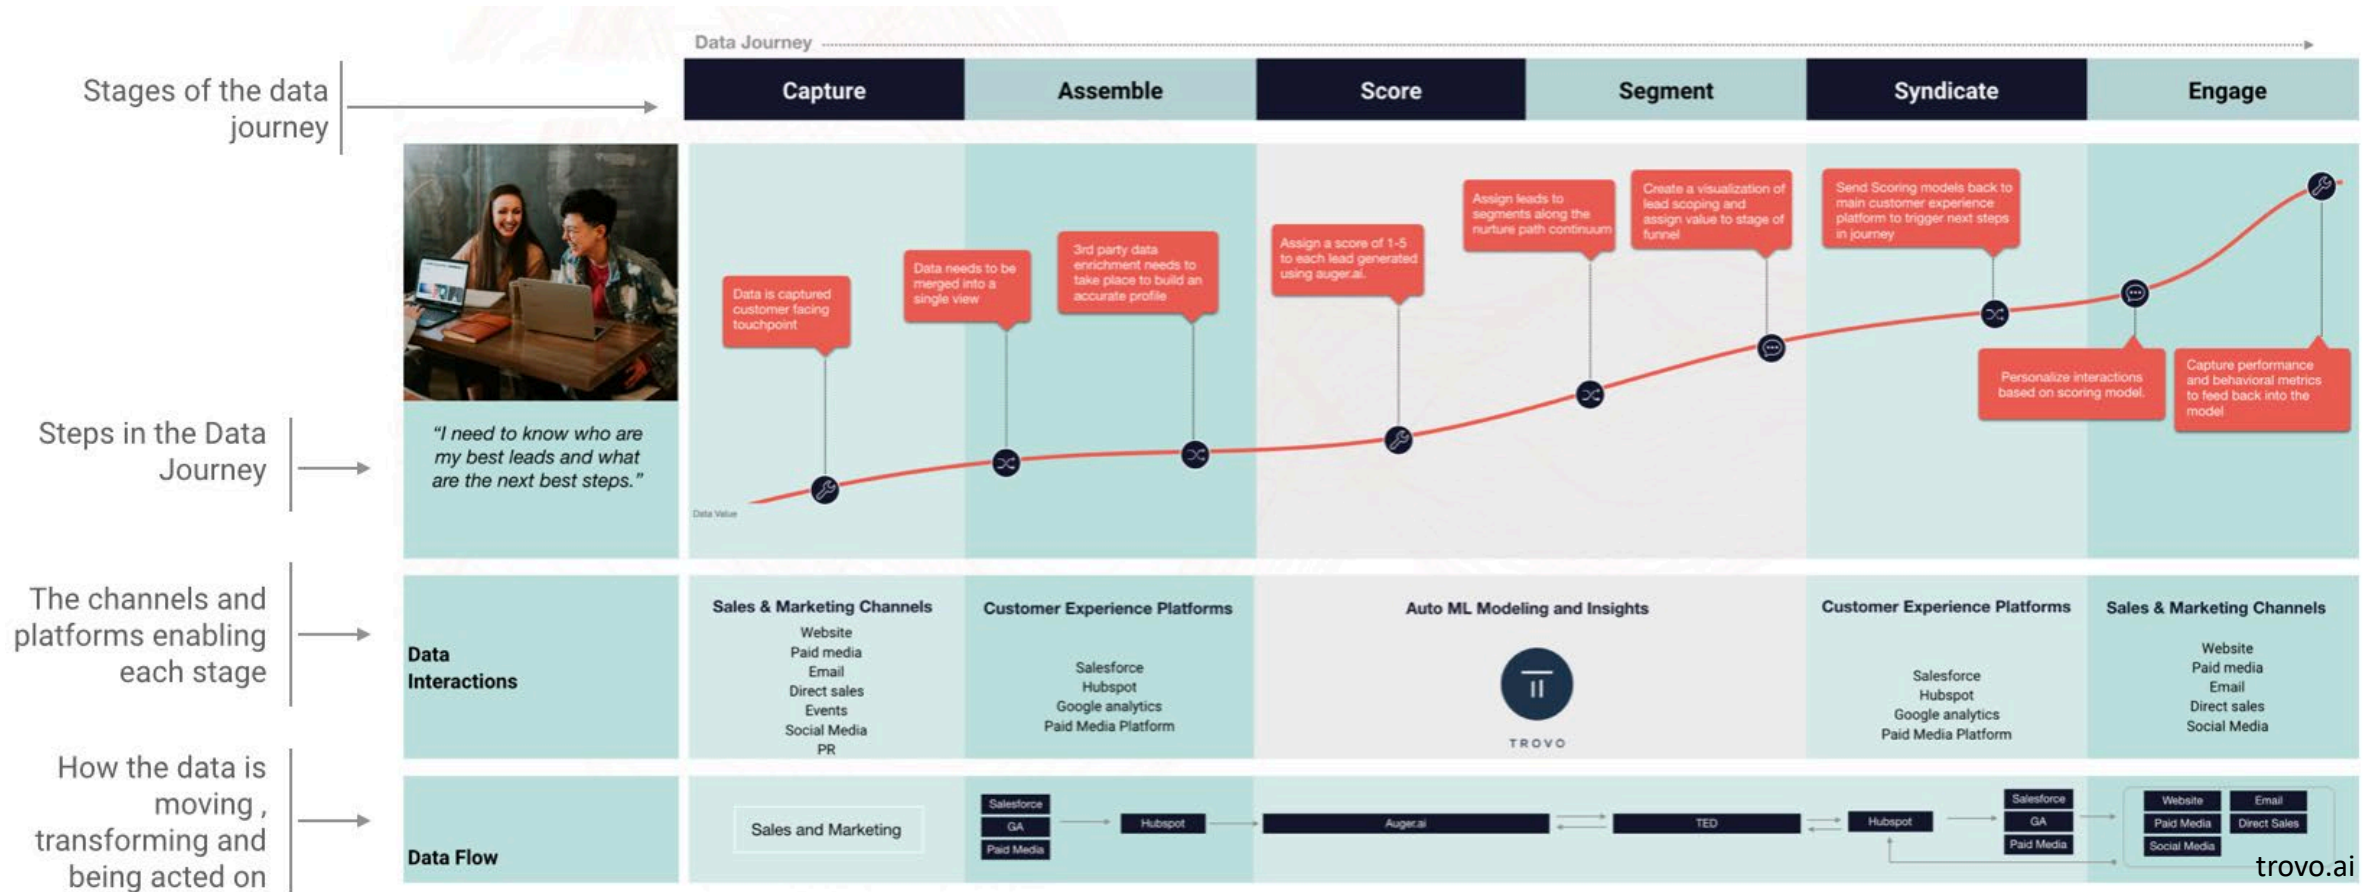 Data Journey
Stages of the data
journey
Capture
Assemble
Score
Segment
Syndicate
Engage
Steps in the Data
Journey
“I need to know who are
my best leads and what
are the next best steps.”
Data is captured
customer facing
touchpoint
Data needs to be
merged into a
single view
3rd party data
enrichment needs to
take place to build an
accurate profile
Assign a score of 1-5
to each lead generated
using auger.ai.
Assign leads to
segments along the
nurture path continuum
Create a visualization of
lead scoping and
assign value to stage of
funnel
Send Scoring models back to
main customer experience
platform to trigger next steps
in journey
Personalize interactions
based on scoring model.
Capture performance
and behavioral metrics
to feed back into the
model
Data Value
The channels and
platforms enabling
each stage
Data
Interactions
Sales & Marketing Channels
Website
Paid media
Email
Direct sales
Events
Social Media
PR
Customer Experience Platforms
Salesforce
Hubspot
Google analytics
Paid Media Platform
Auto ML Modeling and Insights
TROVO
Customer Experience Platforms
Salesforce
Hubspot
Google analytics
Paid Media Platform
Sales & Marketing Channels
Website
Paid media
Email
Direct sales
Social Media
How the data is
moving ,
transforming and
being acted on
Data Flow
Sales and Marketing
Salesforce
GA
Paid Media
Hubspot
Auger.ai
TED
Hubspot
Salesforce
GA
Paid Media
Website
Email
Paid Media
Direct Sales
Social Media
trovo.ai